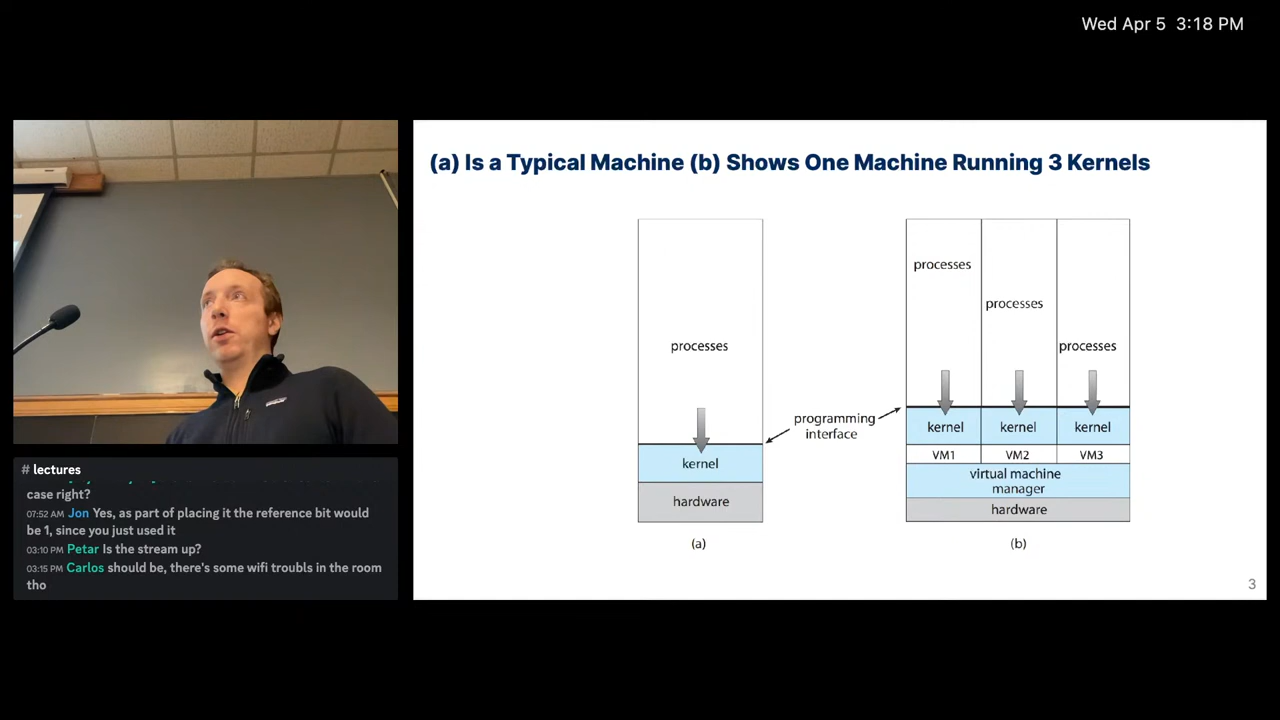 Wed Apr 5 3:18 PM
# lectures
case right?
07:52 AM Jon Yes, as part of placing it the reference bit would
be 1, since you just used it
03:10 PM Petar Is the stream up?
03:15 PM Carlos should be, there's some wifi troubls in the room
tho
(a) Is a Typical Machine (b) Shows One Machine Running 3 Kernels
processes
kernel
hardware
(a)
programming
interface
processes
processes
processes
kernel
kernel
kernel
VM1
VM2
VM3
virtual machine
manager
hardware
(b)
3